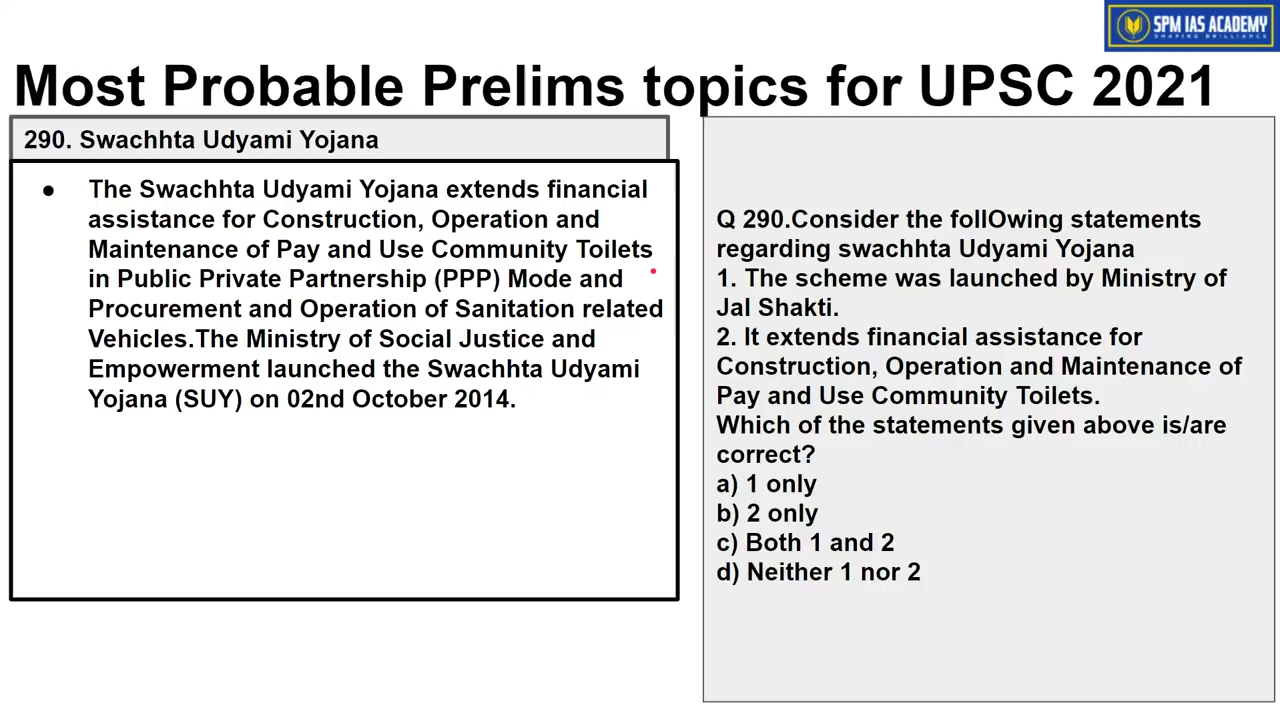 SPM IAS ACADEMY
SHAPING BRILLIANCE
Most Probable Prelims topics for UPSC 2021
290. Swachhta Udyami Yojana
● The Swachhta Udyami Yojana extends financial
assistance for Construction, Operation and
Maintenance of Pay and Use Community Toilets
in Public Private Partnership (PPP) Mode and
Procurement and Operation of Sanitation related
Vehicles.The Ministry of Social Justice and
Empowerment launched the Swachhta Udyami
Yojana (SUY) on 02nd October 2014.
Q 290.Consider the follOwing statements
regarding swachhta Udyami Yojana
1. The scheme was launched by Ministry of
Jal Shakti.
2. It extends financial assistance for
Construction, Operation and Maintenance of
Pay and Use Community Toilets.
Which of the statements given above is/are
correct?
a) 1 only
b) 2 only
c) Both 1 and 2
d) Neither 1 nor 2